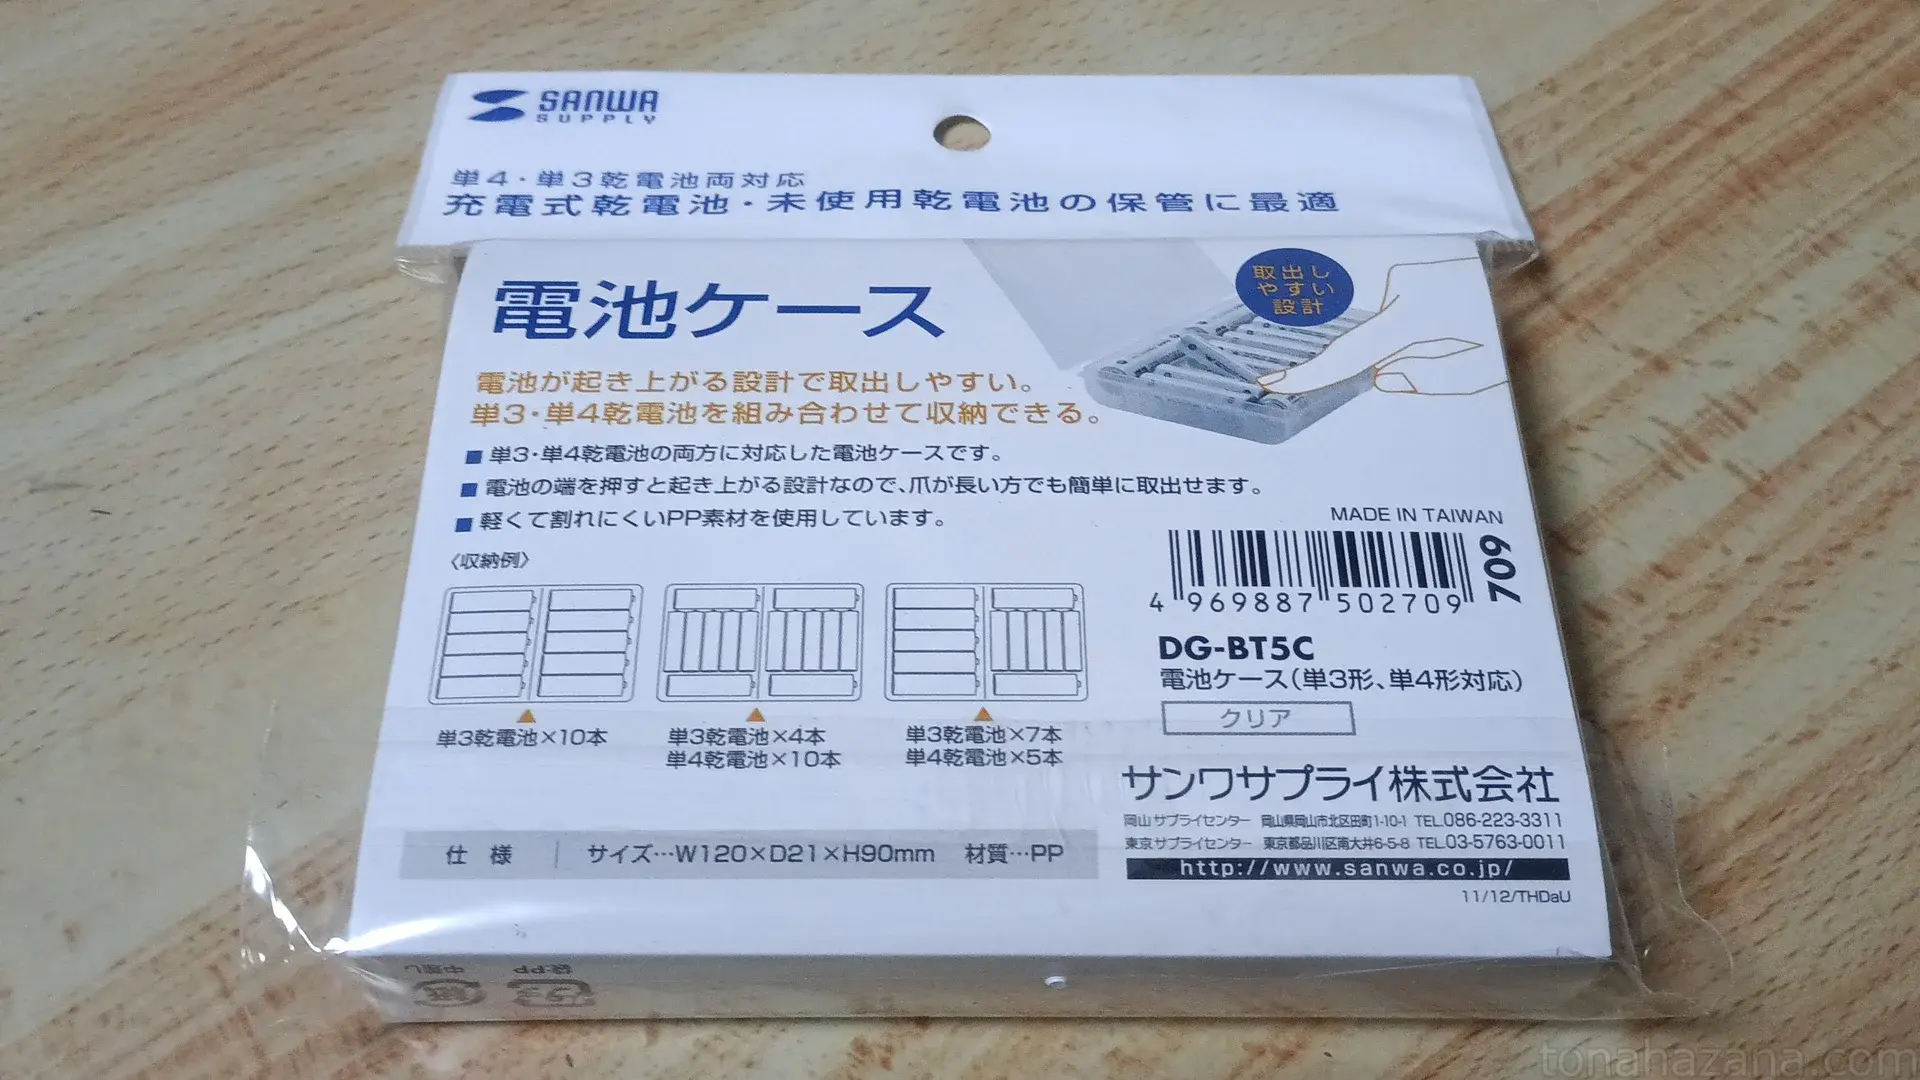 SANWA
SUPPLY
単4・単3乾電池両対応
充電式乾電池・未使用乾電池の保管に最適
電池ケース
取出し
やすい
設計
電池が起き上がる設計で取出しやすい。
単3・単4乾電池を組み合わせて収納できる。
■単3・単4乾電池の両方に対応した電池ケースです。
■電池の端を押すと起き上がる設計なので、爪が長い方でも簡単に取出せます。
■軽くて割れにくいPP素材を使用しています。
〈収納例〉
単3乾電池×10本
単3乾電池×4本
単4乾電池×10本
単3乾電池×7本
単4乾電池×5本
仕様 サイズ…W120×D21×H90mm 材質…PP
MADE IN TAIWAN
4 969887 502709
709
DG-BT5C
電池ケース(単3形、単4形対応)
クリア
サンワサプライ株式会社
岡山サプライセンター 岡山県岡山市北区田町1-10-1 TEL.086-223-3311
東京サプライセンター 東京都品川区南大井6-5-8 TEL.03-5763-0011
http://www.sanwa.co.jp/
11/12/THDaU
袋:PP
tonahazana.com